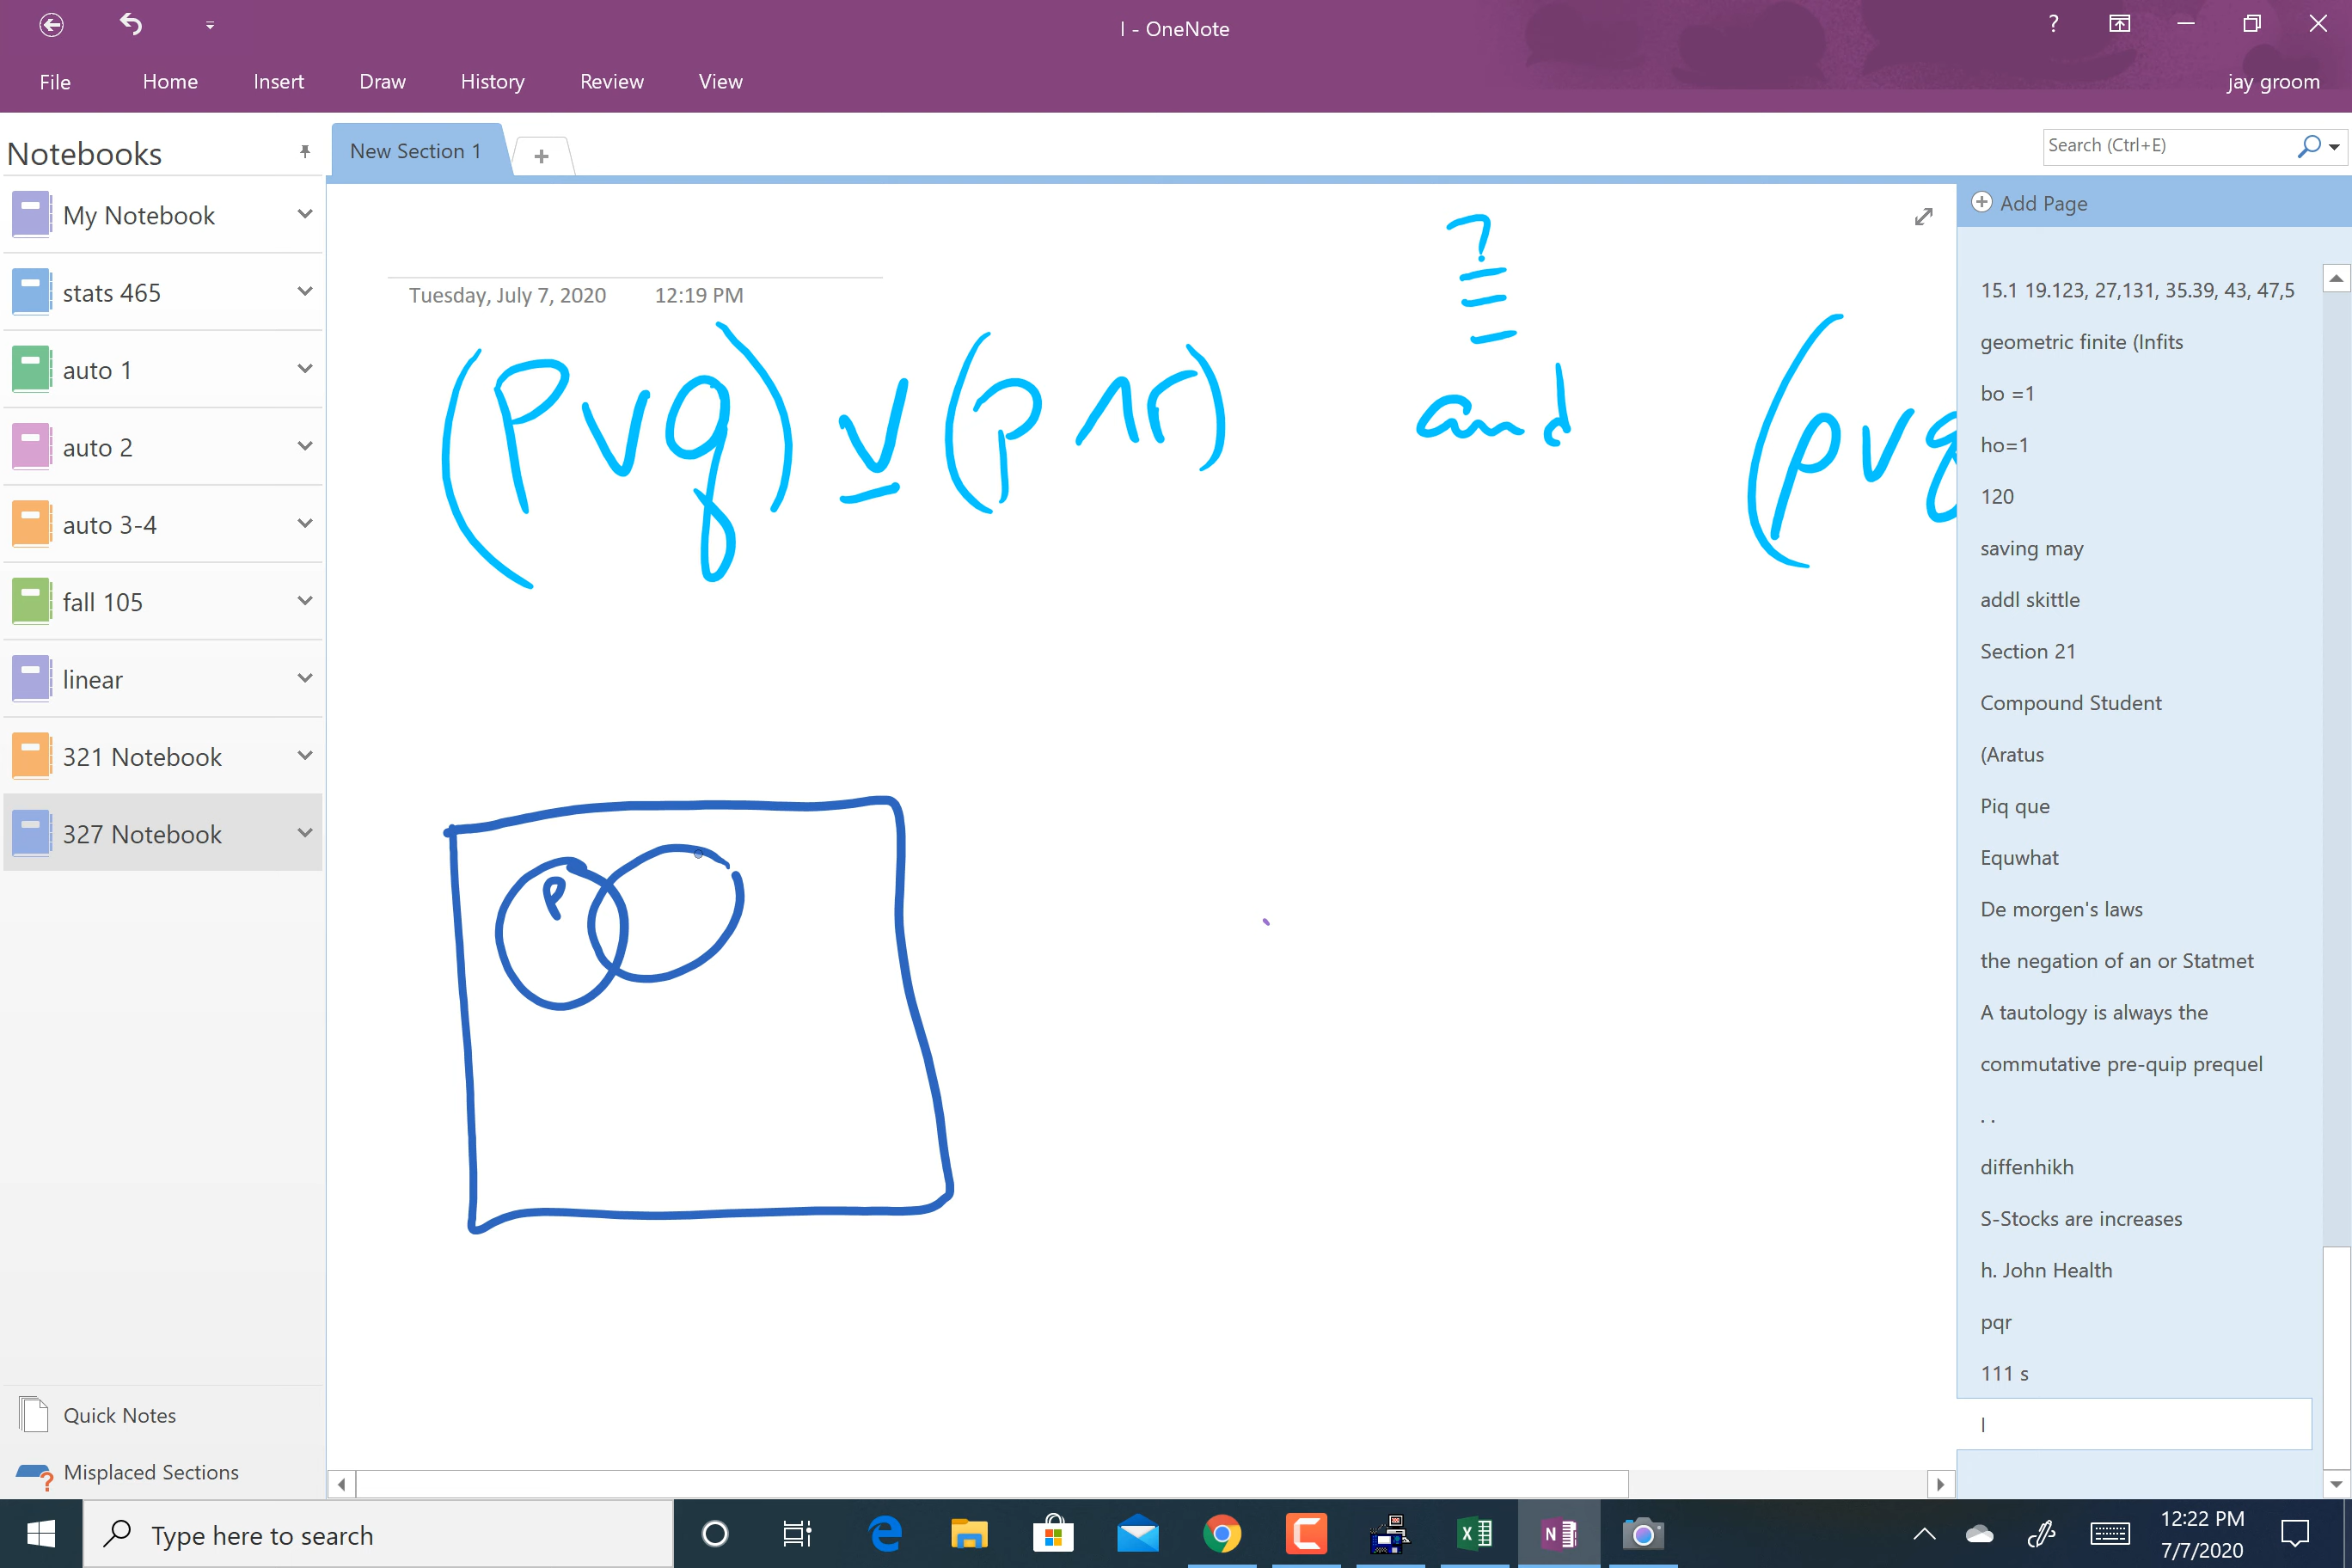 I - OneNote
?
File Home Insert Draw History Review View
jay groom
Notebooks
New Section 1
+
Search (Ctrl+E)
My Notebook
stats 465
auto 1
auto 2
auto 3-4
fall 105
linear
321 Notebook
327 Notebook
Quick Notes
Misplaced Sections
Tuesday, July 7, 2020 12:19 PM
?
≡
(p∨q) ⊻ (p∧r) and (p∨q
P
Add Page
15.1 19.123, 27,131, 35.39, 43, 47,5
geometric finite (Infits
bo =1
ho=1
120
saving may
addl skittle
Section 21
Compound Student
(Aratus
Piq que
Equwhat
De morgen's laws
the negation of an or Statmet
A tautology is always the
commutative pre-quip prequel
. .
diffenhikh
S-Stocks are increases
h. John Health
pqr
111 s
I
Type here to search
12:22 PM
7/7/2020